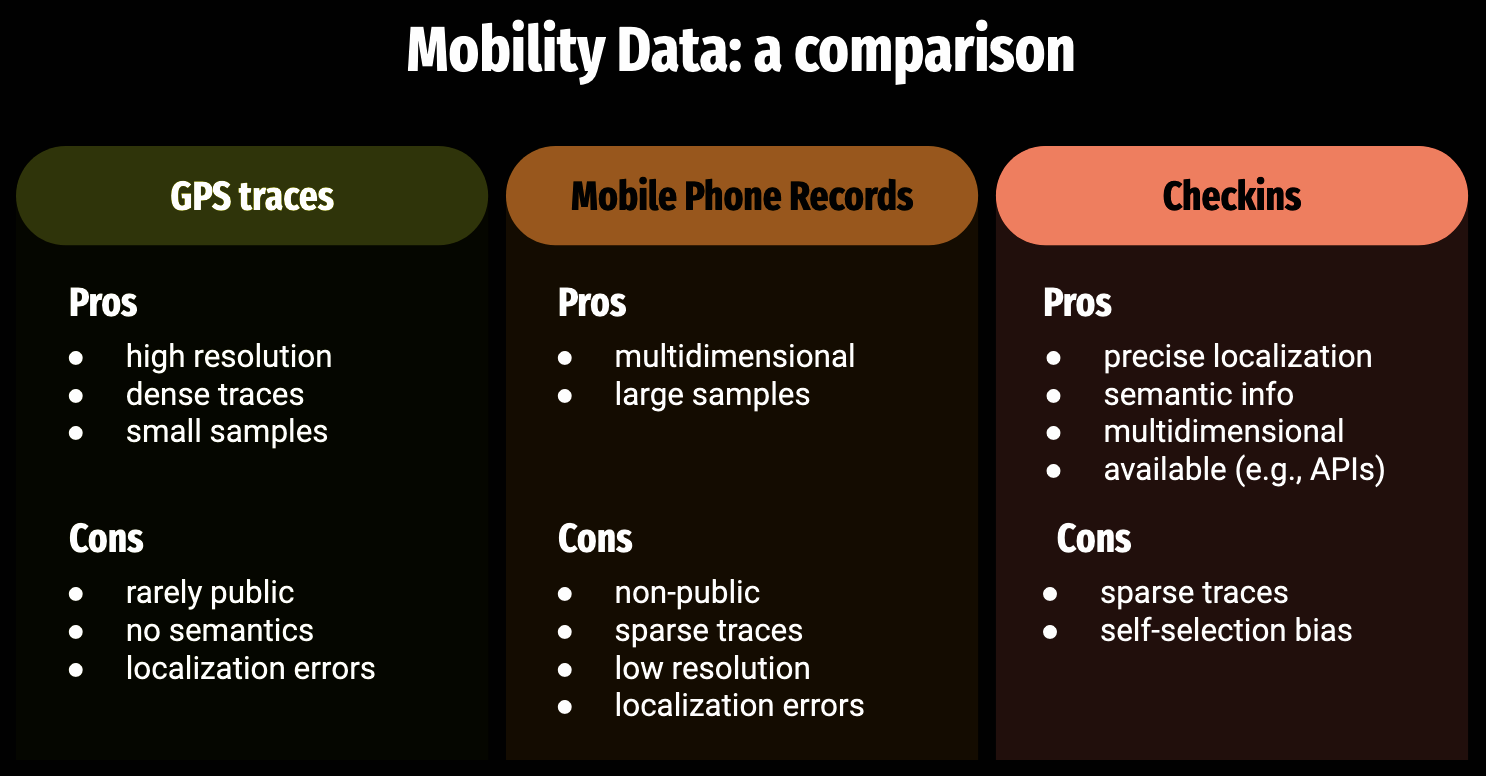 Mobility Data: a comparison
GPS traces
Pros
● high resolution
● dense traces
● small samples
Cons
● rarely public
● no semantics
● localization errors
Mobile Phone Records
Pros
● multidimensional
● large samples
Cons
● non-public
● sparse traces
● low resolution
● localization errors
Checkins
Pros
● precise localization
● semantic info
● multidimensional
● available (e.g., APIs)
Cons
● sparse traces
● self-selection bias